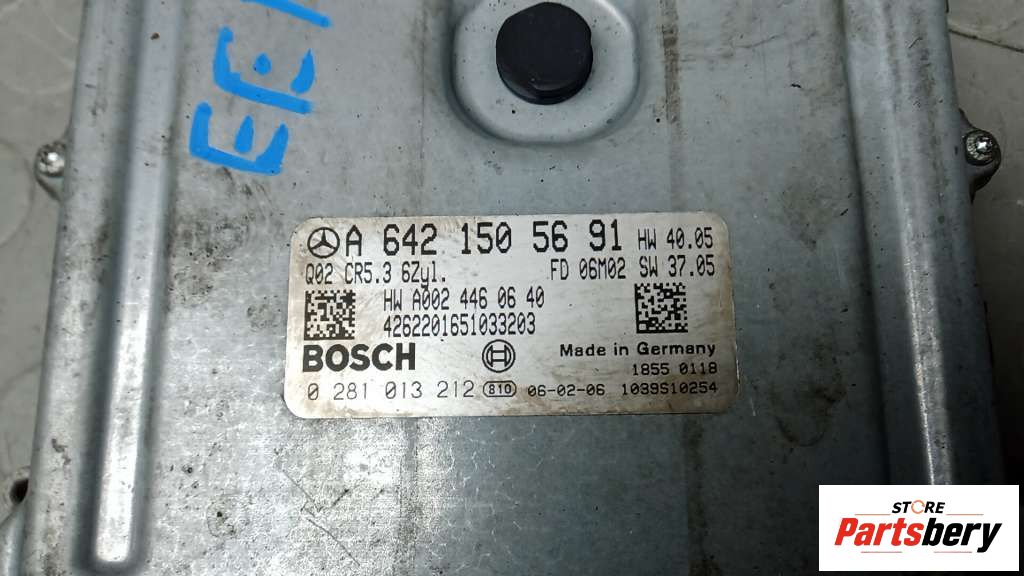 A 642 150 56 91 HW 40.05
Q02 CR5.3 6Zyl. FD 06M02 SW 37.05
HW A002 446 06 40
4262201651033203
BOSCH Made in Germany
1855 0118
0 281 013 212 810 06-02-06 1039S10254
STORE
Partsbery